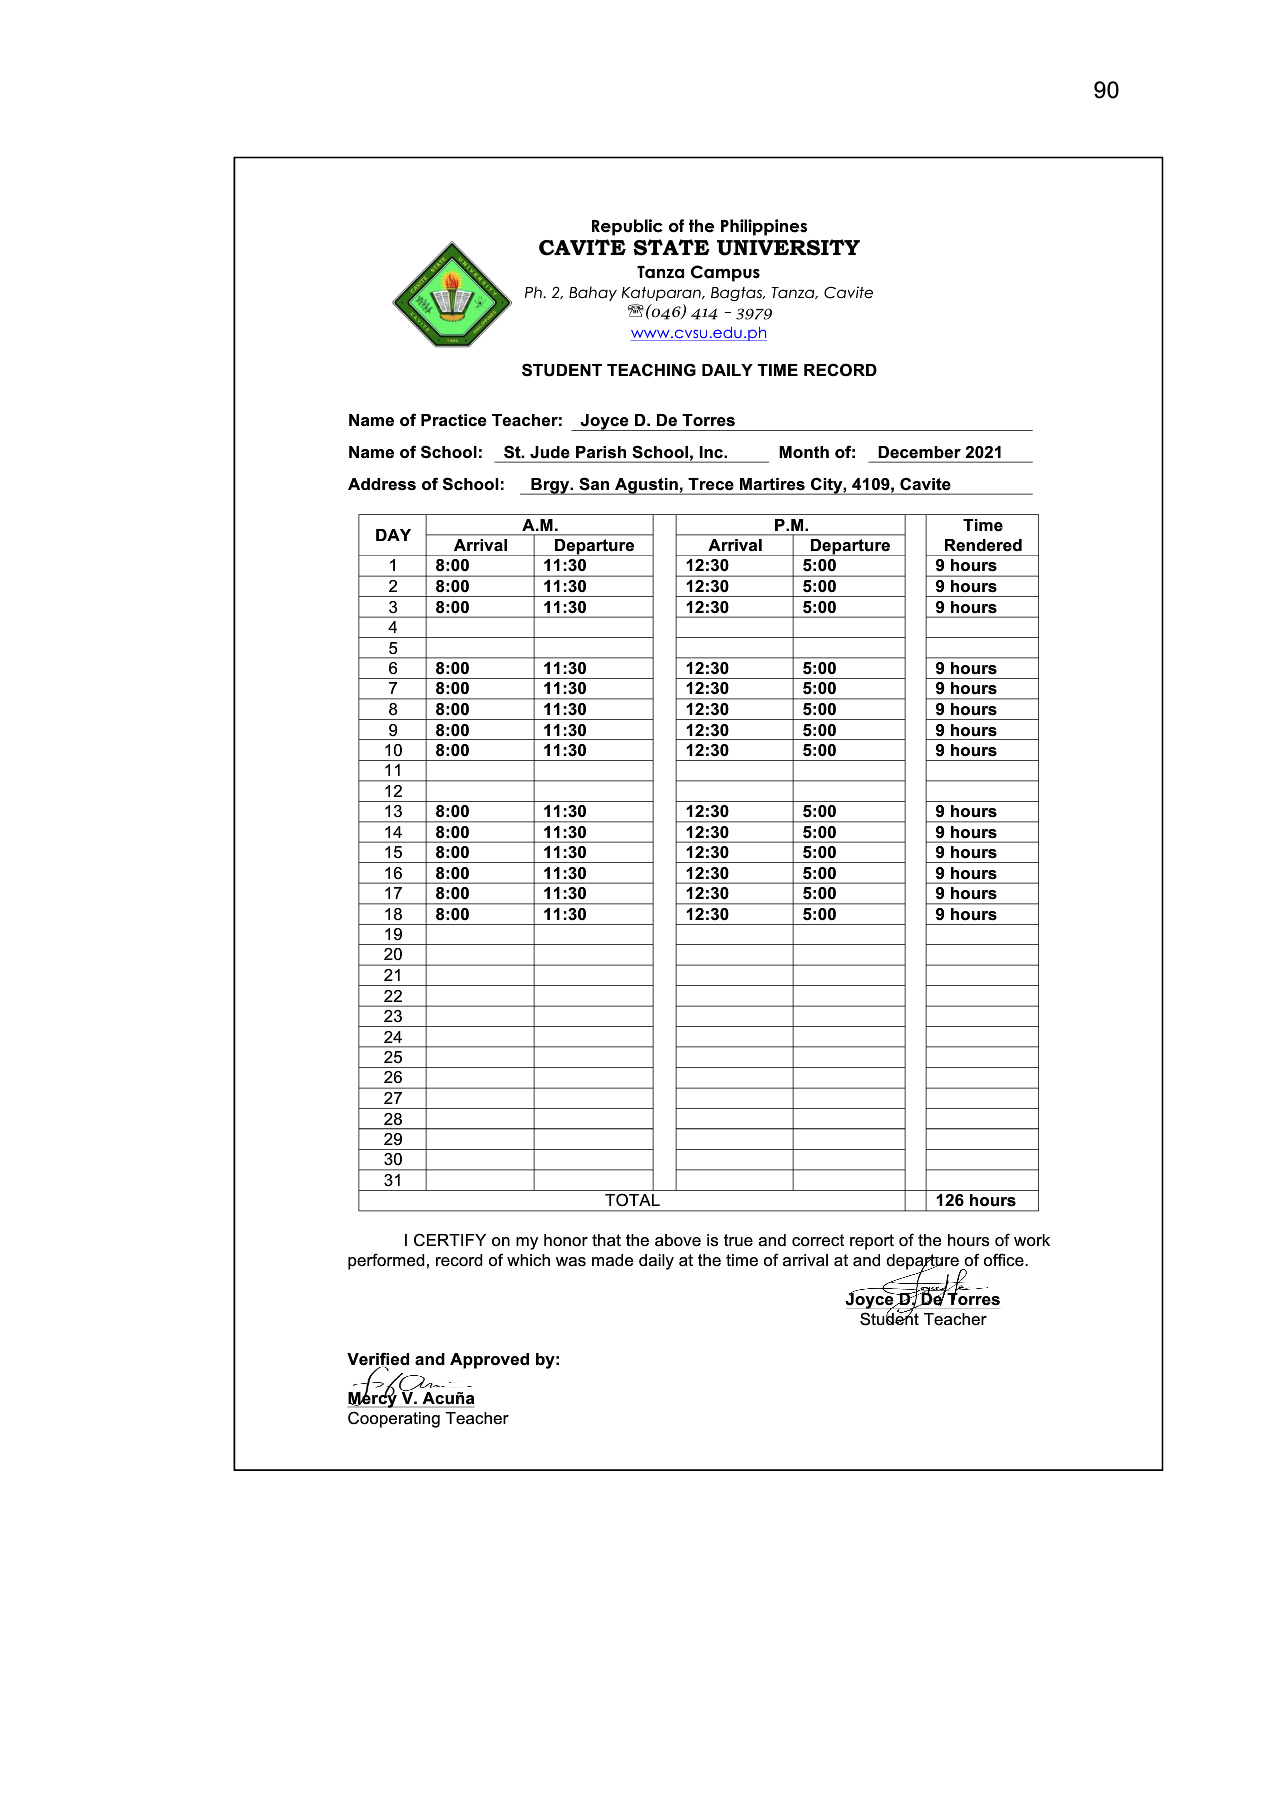 90
Republic of the Philippines
CAVITE STATE UNIVERSITY
Tanza Campus
Ph. 2, Bahay Katuparan, Bagtas, Tanza, Cavite
☏(046) 414 - 3979
www.cvsu.edu.ph
CAVITE STATE UNIVERSITY
CAVITE PHILIPPINES
1906
STUDENT TEACHING DAILY TIME RECORD
Name of Practice Teacher: Joyce D. De Torres
Name of School: St. Jude Parish School, Inc. Month of: December 2021
Address of School: Brgy. San Agustin, Trece Martires City, 4109, Cavite
DAY A.M. P.M. Time Rendered
Arrival Departure Arrival Departure
1 8:00 11:30 12:30 5:00 9 hours
2 8:00 11:30 12:30 5:00 9 hours
3 8:00 11:30 12:30 5:00 9 hours
4
5
6 8:00 11:30 12:30 5:00 9 hours
7 8:00 11:30 12:30 5:00 9 hours
8 8:00 11:30 12:30 5:00 9 hours
9 8:00 11:30 12:30 5:00 9 hours
10 8:00 11:30 12:30 5:00 9 hours
11
12
13 8:00 11:30 12:30 5:00 9 hours
14 8:00 11:30 12:30 5:00 9 hours
15 8:00 11:30 12:30 5:00 9 hours
16 8:00 11:30 12:30 5:00 9 hours
17 8:00 11:30 12:30 5:00 9 hours
18 8:00 11:30 12:30 5:00 9 hours
19
20
21
22
23
24
25
26
27
28
29
30
31
TOTAL 126 hours
I CERTIFY on my honor that the above is true and correct report of the hours of work
performed, record of which was made daily at the time of arrival at and departure of office.
Joyce D. De Torres
Student Teacher
Verified and Approved by:
Mercy V. Acuña
Cooperating Teacher